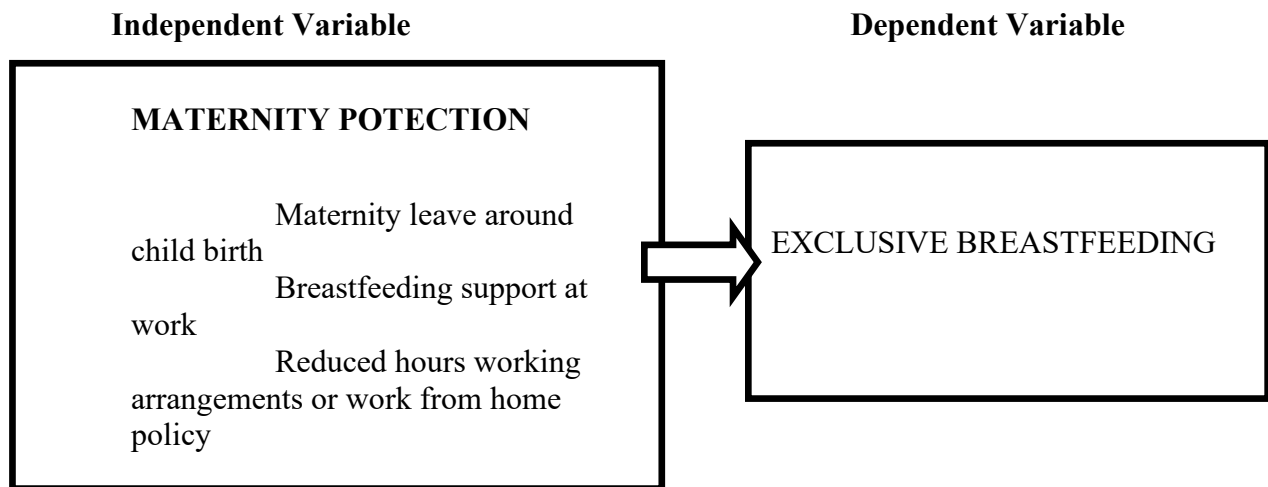 Independent Variable
Dependent Variable
MATERNITY POTECTION
Maternity leave around
child birth
Breastfeeding support at
work
Reduced hours working
arrangements or work from home
policy
EXCLUSIVE BREASTFEEDING